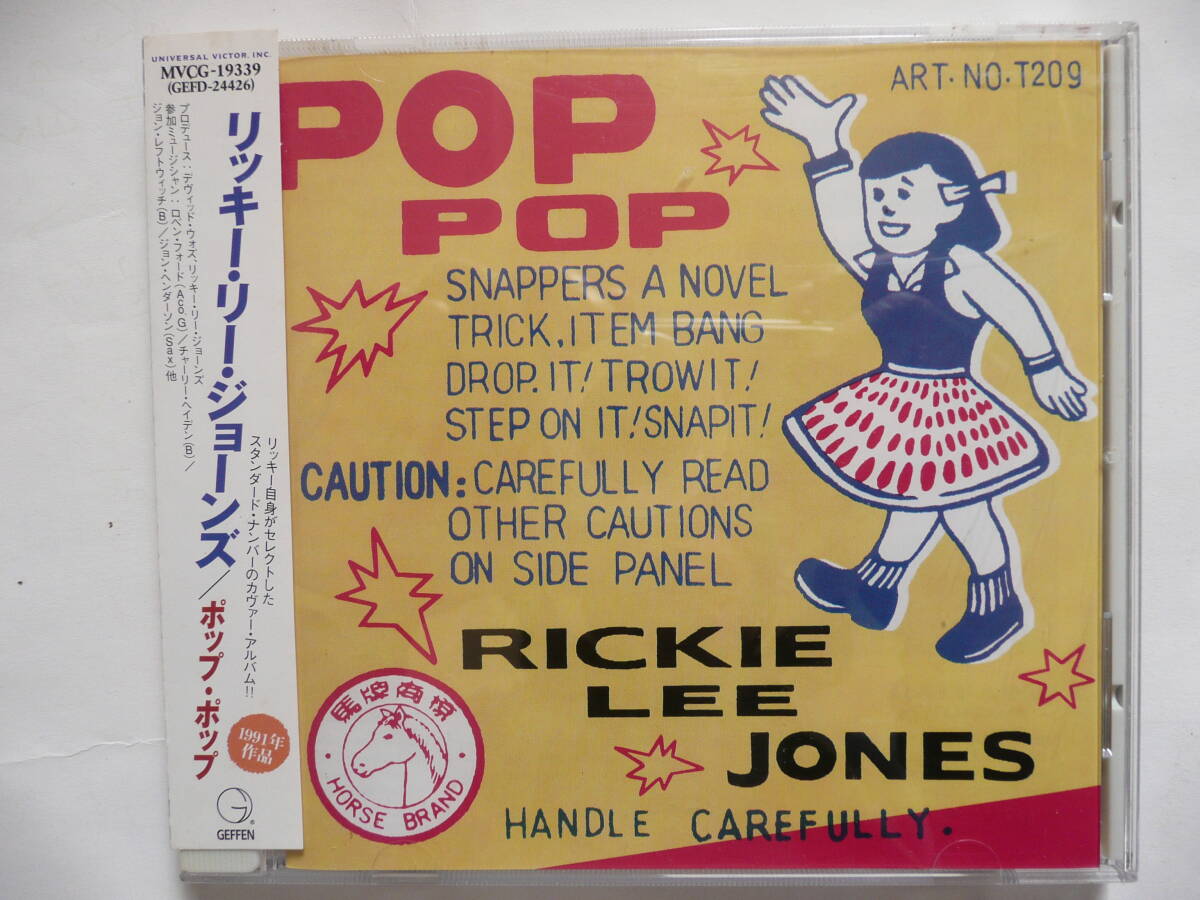 UNIVERSAL VICTOR, INC.
MVCG-19339
(GEFD-24426)
リッキー・リー・ジョーンズ/ポップ・ポップ
プロデュース:デヴィッド・ウォズ、リッキー・リー・ジョーンズ
参加ミュージシャン:ロベン・フォード(Aco.G)/チャーリー・ヘイデン(B)/
ジョン・レフトウィッチ(B)/ジョー・ヘンダーソン(Sax)他
リッキー自身がセレクトした
スタンダード・ナンバーのカヴァー・アルバム!!
1991年
作品
GEFFEN
POP
POP
ART·NO·T209
SNAPPERS A NOVEL
TRICK.ITEM BANG
DROP.IT!TROWIT!
STEP ON IT!SNAPIT!
CAUTION:CAREFULLY READ
OTHER CAUTIONS
ON SIDE PANEL
RICKIE
LEE
JONES
馬牌商標
HORSE BRAND
HANDLE CAREFULLY.